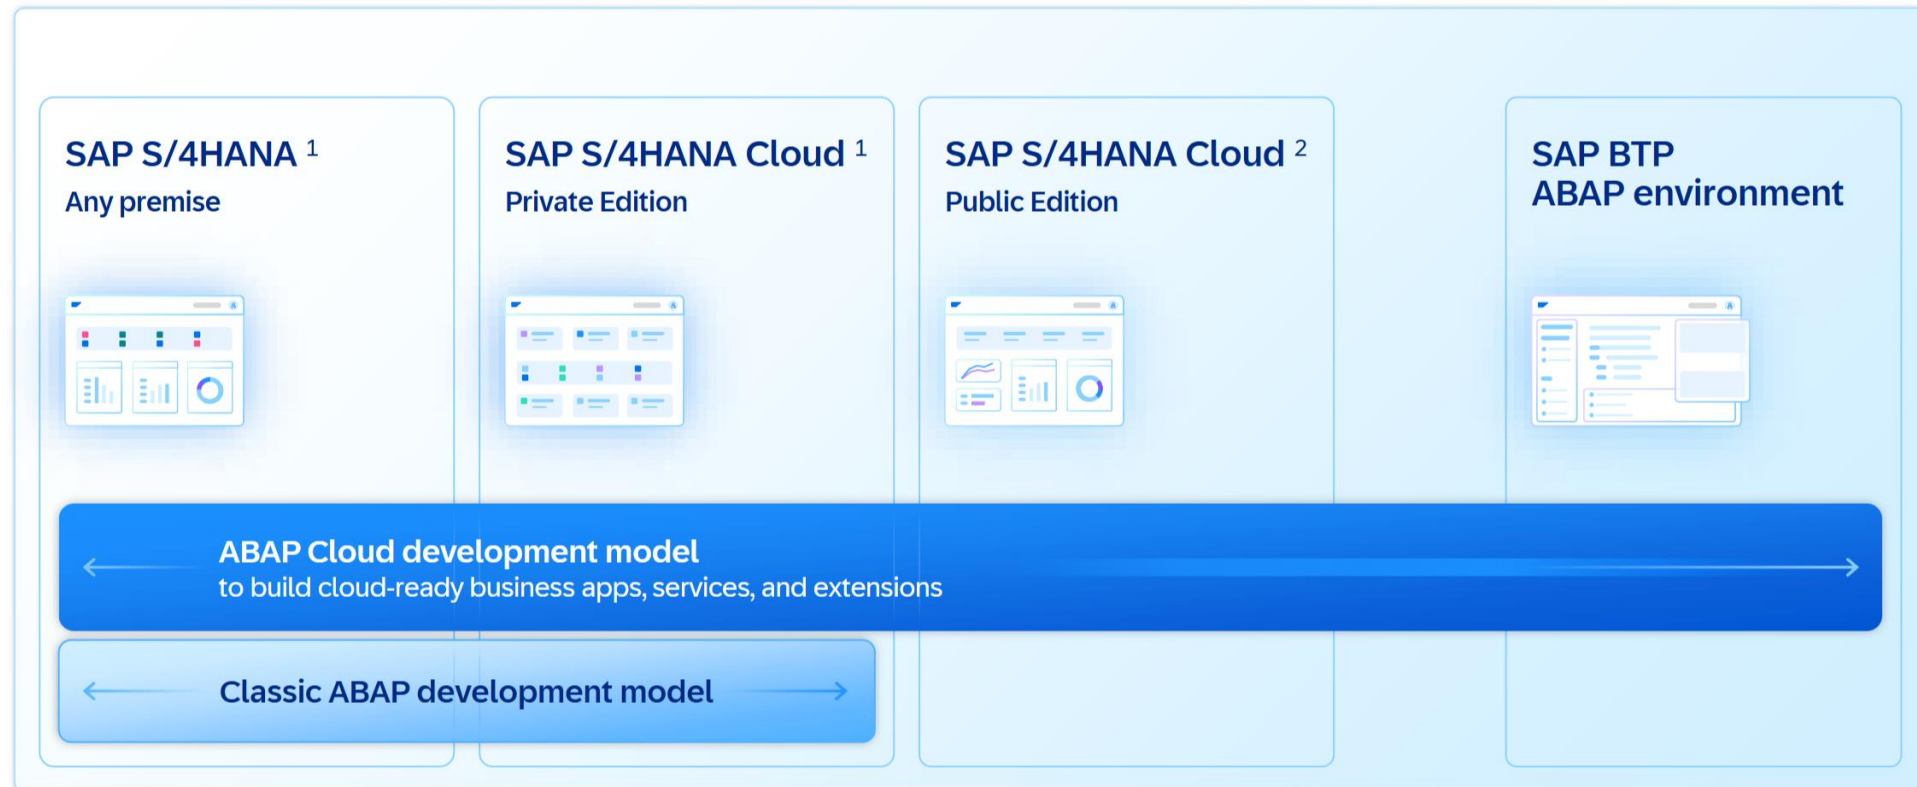 SAP S/4HANA 1
Any premise
SAP S/4HANA Cloud 1
Private Edition
SAP S/4HANA Cloud 2
Public Edition
SAP BTP
ABAP environment
ABAP Cloud development model
to build cloud-ready business apps, services, and extensions
Classic ABAP development model